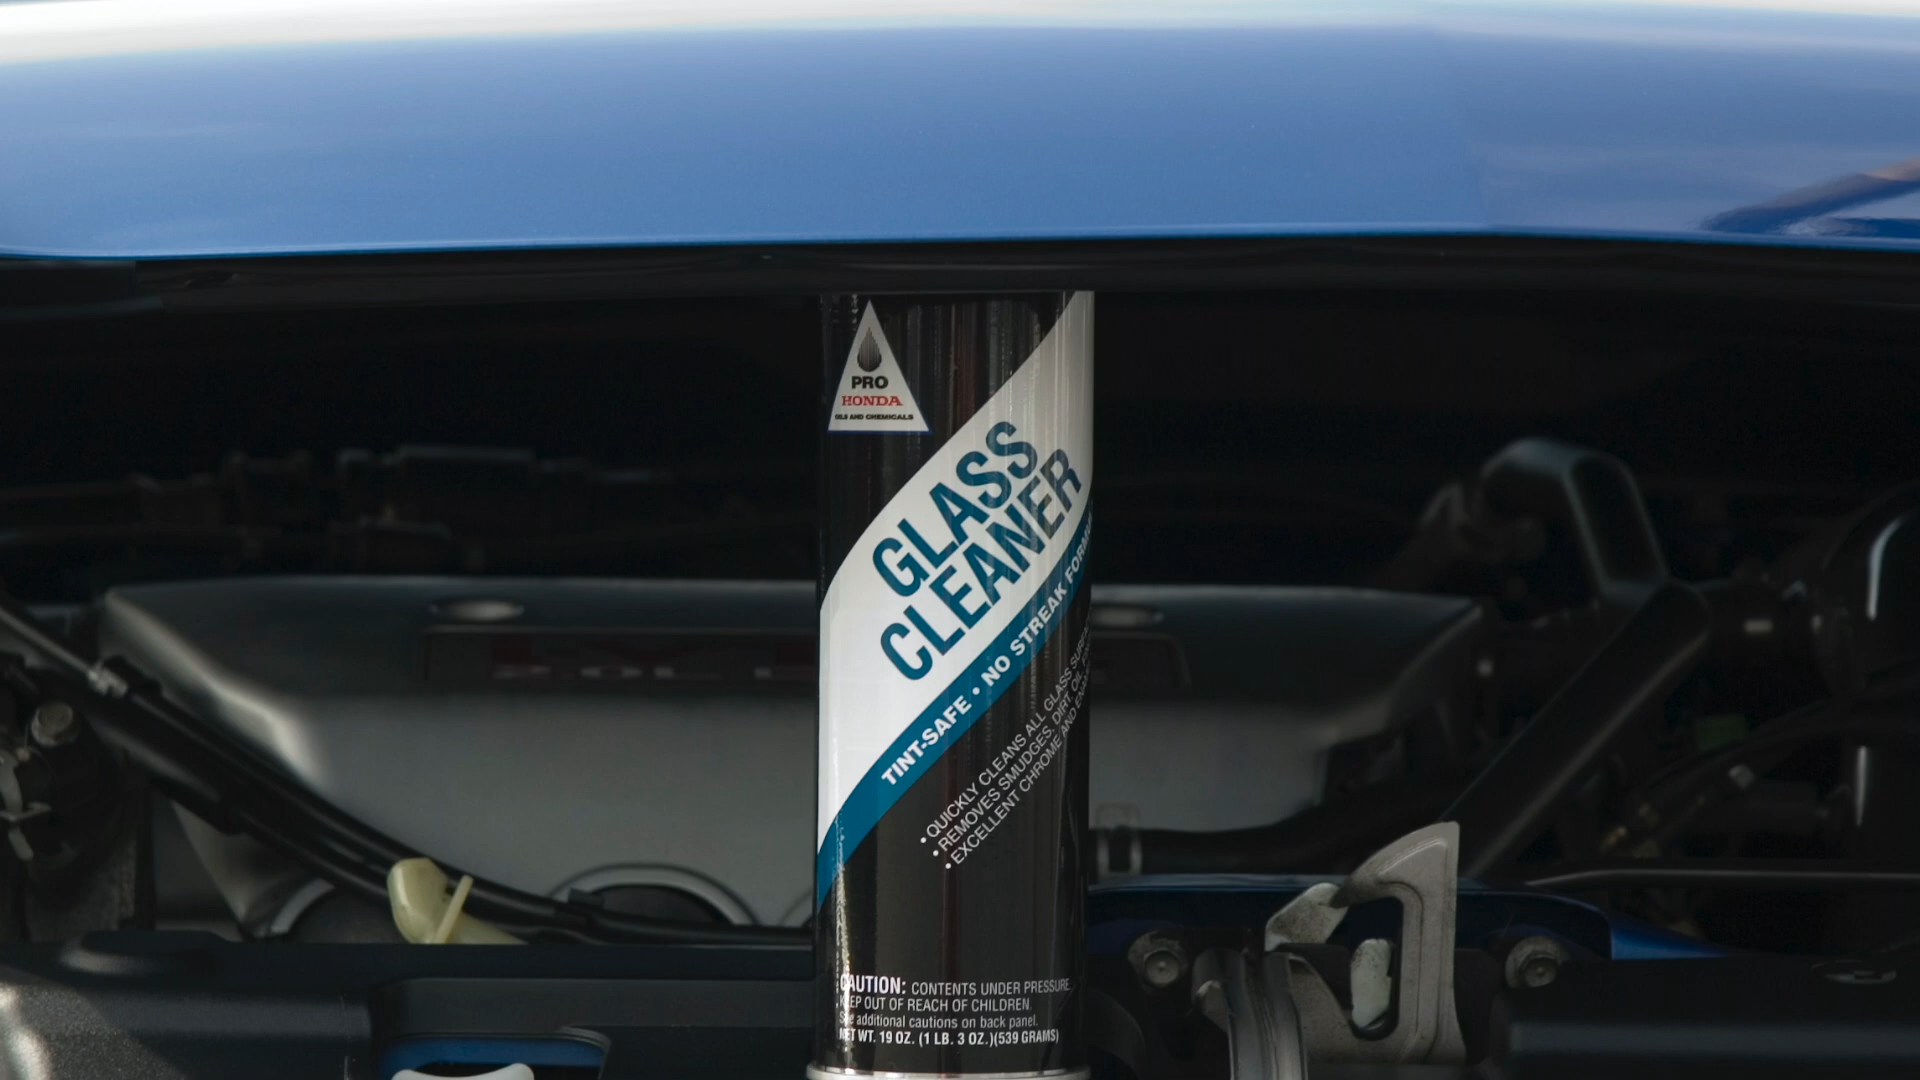 PRO
HONDA
OILS AND CHEMICALS
GLASS
CLEANER
TINT-SAFE • NO STREAK
• QUICKLY CLEANS ALL GLASS
• REMOVES SMUDGES, DIRT, OIL,
• EXCELLENT CHROME AND
CAUTION: CONTENTS UNDER PRESSURE
KEEP OUT OF REACH OF CHILDREN.
See additional cautions on back panel.
NET WT. 19 OZ. (1 LB. 3 OZ.)(539 GRAMS)